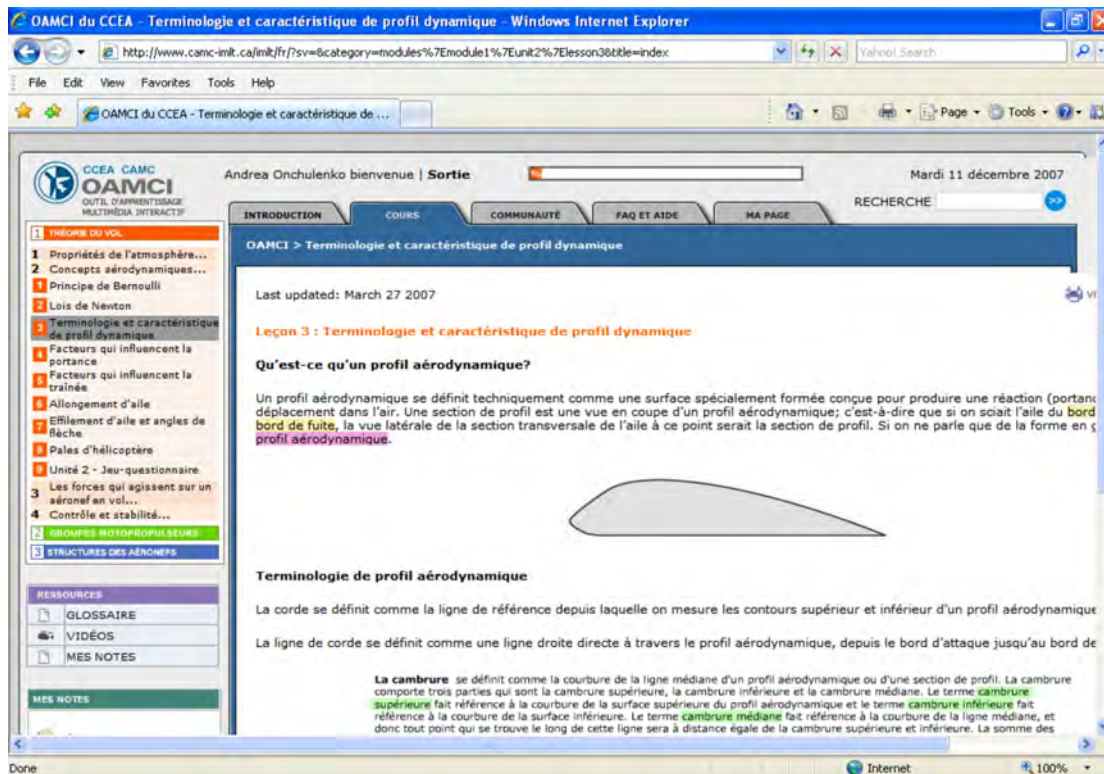 OAMCI du CCEA - Terminologie et caractéristique de profil dynamique - Windows Internet Explorer
http://www.camc-imlt.ca/imlt/fr/?sv=&category=modules%7Emodule1%7Eunit2%7Elesson3&title=index
Yahoo! Search
File Edit View Favorites Tools Help
OAMCI du CCEA - Terminologie et caractéristique de ...
Page Tools
CCEA CAMC
OAMCI
OUTIL D'APPRENTISSAGE
MULTIMÉDIA INTERACTIF
Andrea Onchulenko bienvenue | Sortie
Mardi 11 décembre 2007
RECHERCHE
INTRODUCTION COURS COMMUNAUTÉ FAQ ET AIDE MA PAGE
OAMCI > Terminologie et caractéristique de profil dynamique
1 THÉORIE DU VOL
1 Propriétés de l'atmosphère...
2 Concepts aérodynamiques...
1 Principe de Bernoulli
2 Lois de Newton
3 Terminologie et caractéristique
de profil dynamique
4 Facteurs qui influencent la
portance
5 Facteurs qui influencent la
traînée
6 Allongement d'aile
7 Effilement d'aile et angles de
flèche
8 Pales d'hélicoptère
9 Unité 2 - Jeu-questionnaire
3 Les forces qui agissent sur un
aéronef en vol...
4 Contrôle et stabilité...
2 GROUPES MOTOPROPULSEURS
3 STRUCTURES DES AÉRONEFS
RESSOURCES
GLOSSAIRE
VIDÉOS
MES NOTES
MES NOTES
Last updated: March 27 2007
Leçon 3 : Terminologie et caractéristique de profil dynamique
Qu'est-ce qu'un profil aérodynamique?
Un profil aérodynamique se définit techniquement comme une surface spécialement formée conçue pour produire une réaction (portanc
déplacement dans l'air. Une section de profil est une vue en coupe d'un profil aérodynamique; c'est-à-dire que si on sciait l'aile du bord
bord de fuite, la vue latérale de la section transversale de l'aile à ce point serait la section de profil. Si on ne parle que de la forme en g
profil aérodynamique.
Terminologie de profil aérodynamique
La corde se définit comme la ligne de référence depuis laquelle on mesure les contours supérieur et inférieur d'un profil aérodynamique
La ligne de corde se définit comme une ligne droite directe à travers le profil aérodynamique, depuis le bord d'attaque jusqu'au bord de
La cambrure se définit comme la courbure de la ligne médiane d'un profil aérodynamique ou d'une section de profil. La cambrure
comporte trois parties qui sont la cambrure supérieure, la cambrure inférieure et la cambrure médiane. Le terme cambrure
supérieure fait référence à la courbure de la surface supérieure du profil aérodynamique et le terme cambrure inférieure fait
référence à la courbure de la surface inférieure. Le terme cambrure médiane fait référence à la courbure de la ligne médiane, et
donc tout point qui se trouve le long de cette ligne sera à distance égale de la cambrure supérieure et inférieure. La somme des
Done
Internet
100%